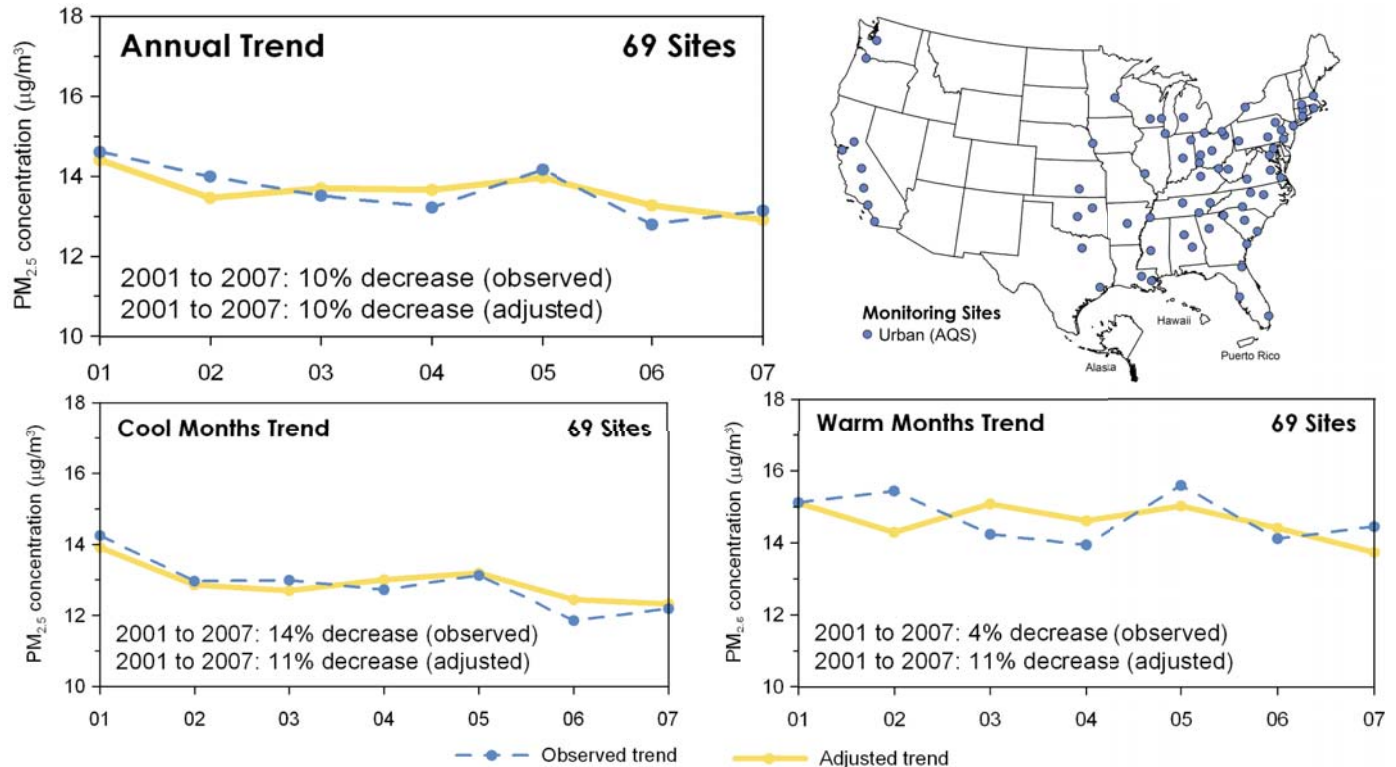 Annual Trend 69 Sites
PM2.5 concentration (μg/m³)
18
16
14
12
10
2001 to 2007: 10% decrease (observed)
2001 to 2007: 10% decrease (adjusted)
01 02 03 04 05 06 07
Monitoring Sites
Urban (AQS)
Hawaii
Alasia
Puerto Rico
Cool Months Trend 69 Sites
PM2.5 concentration (μg/m³)
18
16
14
12
10
2001 to 2007: 14% decrease (observed)
2001 to 2007: 11% decrease (adjusted)
01 02 03 04 05 06 07
Warm Months Trend 69 Sites
PM2.6 concentration (μg/m³)
18
16
14
12
10
2001 to 2007: 4% decrease (observed)
2001 to 2007: 11% decrease (adjusted)
01 02 03 04 05 06 07
Observed trend Adjusted trend